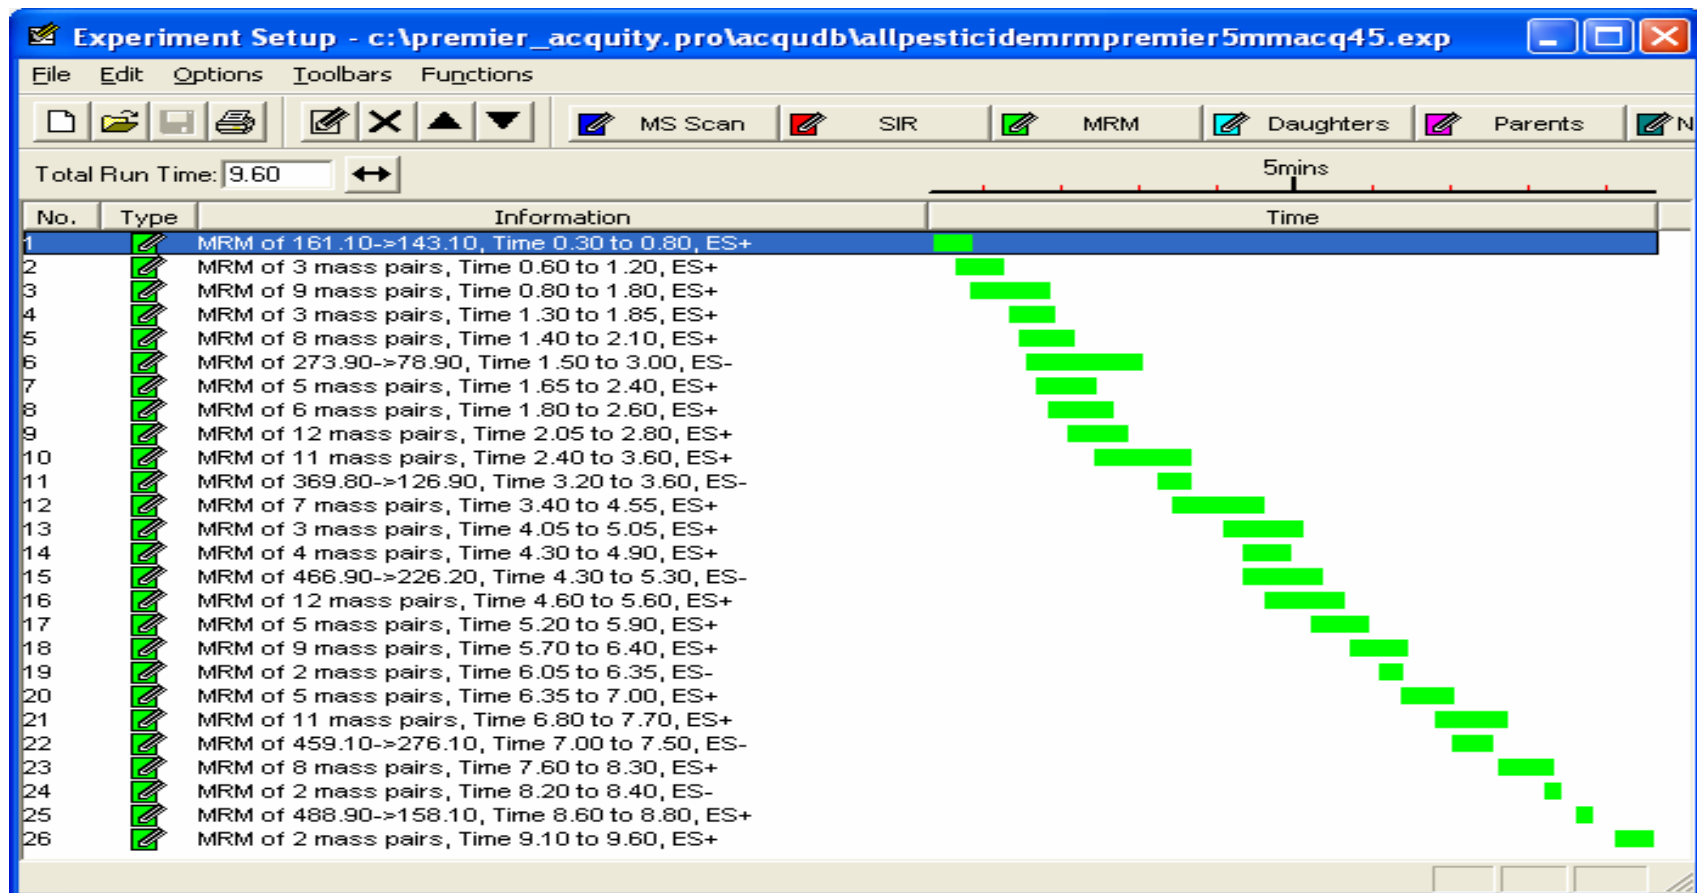 Experiment Setup - c:\premier_acquity.pro\acqudb\allpesticidemrmpremier5mmacq45.exp
File Edit Options Toolbars Functions
MS Scan SIR MRM Daughters Parents N
Total Run Time: 9.60 5mins
No. Type Information Time
1 MRM of 161.10->143.10, Time 0.30 to 0.80, ES+
2 MRM of 3 mass pairs, Time 0.60 to 1.20, ES+
3 MRM of 9 mass pairs, Time 0.80 to 1.80, ES+
4 MRM of 3 mass pairs, Time 1.30 to 1.85, ES+
5 MRM of 8 mass pairs, Time 1.40 to 2.10, ES+
6 MRM of 273.90->78.90, Time 1.50 to 3.00, ES-
7 MRM of 5 mass pairs, Time 1.65 to 2.40, ES+
8 MRM of 6 mass pairs, Time 1.80 to 2.60, ES+
9 MRM of 12 mass pairs, Time 2.05 to 2.80, ES+
10 MRM of 11 mass pairs, Time 2.40 to 3.60, ES+
11 MRM of 369.80->126.90, Time 3.20 to 3.60, ES-
12 MRM of 7 mass pairs, Time 3.40 to 4.55, ES+
13 MRM of 3 mass pairs, Time 4.05 to 5.05, ES+
14 MRM of 4 mass pairs, Time 4.30 to 4.90, ES+
15 MRM of 466.90->226.20, Time 4.30 to 5.30, ES-
16 MRM of 12 mass pairs, Time 4.60 to 5.60, ES+
17 MRM of 5 mass pairs, Time 5.20 to 5.90, ES+
18 MRM of 9 mass pairs, Time 5.70 to 6.40, ES+
19 MRM of 2 mass pairs, Time 6.05 to 6.35, ES-
20 MRM of 5 mass pairs, Time 6.35 to 7.00, ES+
21 MRM of 11 mass pairs, Time 6.80 to 7.70, ES+
22 MRM of 459.10->276.10, Time 7.00 to 7.50, ES-
23 MRM of 8 mass pairs, Time 7.60 to 8.30, ES+
24 MRM of 2 mass pairs, Time 8.20 to 8.40, ES-
25 MRM of 488.90->158.10, Time 8.60 to 8.80, ES+
26 MRM of 2 mass pairs, Time 9.10 to 9.60, ES+